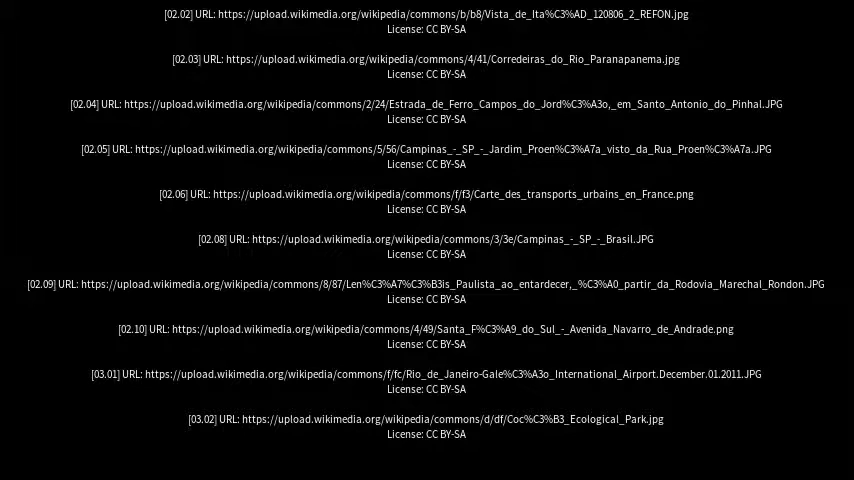 [02.02] URL: https://upload.wikimedia.org/wikipedia/commons/b/b8/Vista_de_Ita%C3%AD_120806_2_REFON.jpg
License: CC BY-SA
[02.03] URL: https://upload.wikimedia.org/wikipedia/commons/4/41/Corredeiras_do_Rio_Paranapanema.jpg
License: CC BY-SA
[02.04] URL: https://upload.wikimedia.org/wikipedia/commons/2/24/Estrada_de_Ferro_Campos_do_Jord%C3%A3o,_em_Santo_Antonio_do_Pinhal.JPG
License: CC BY-SA
[02.05] URL: https://upload.wikimedia.org/wikipedia/commons/5/56/Campinas_-_SP_-_Jardim_Proen%C3%A7a_visto_da_Rua_Proen%C3%A7a.JPG
License: CC BY-SA
[02.06] URL: https://upload.wikimedia.org/wikipedia/commons/f/f3/Carte_des_transports_urbains_en_France.png
License: CC BY-SA
[02.08] URL: https://upload.wikimedia.org/wikipedia/commons/3/3e/Campinas_-_SP_-_Brasil.JPG
License: CC BY-SA
[02.09] URL: https://upload.wikimedia.org/wikipedia/commons/8/87/Len%C3%A7%C3%B3is_Paulista_ao_entardecer,_%C3%A0_partir_da_Rodovia_Marechal_Rondon.JPG
License: CC BY-SA
[02.10] URL: https://upload.wikimedia.org/wikipedia/commons/4/49/Santa_F%C3%A9_do_Sul_-_Avenida_Navarro_de_Andrade.png
License: CC BY-SA
[03.01] URL: https://upload.wikimedia.org/wikipedia/commons/f/fc/Rio_de_Janeiro-Gale%C3%A3o_International_Airport.December.01.2011.JPG
License: CC BY-SA
[03.02] URL: https://upload.wikimedia.org/wikipedia/commons/d/df/Coc%C3%B3_Ecological_Park.jpg
License: CC BY-SA